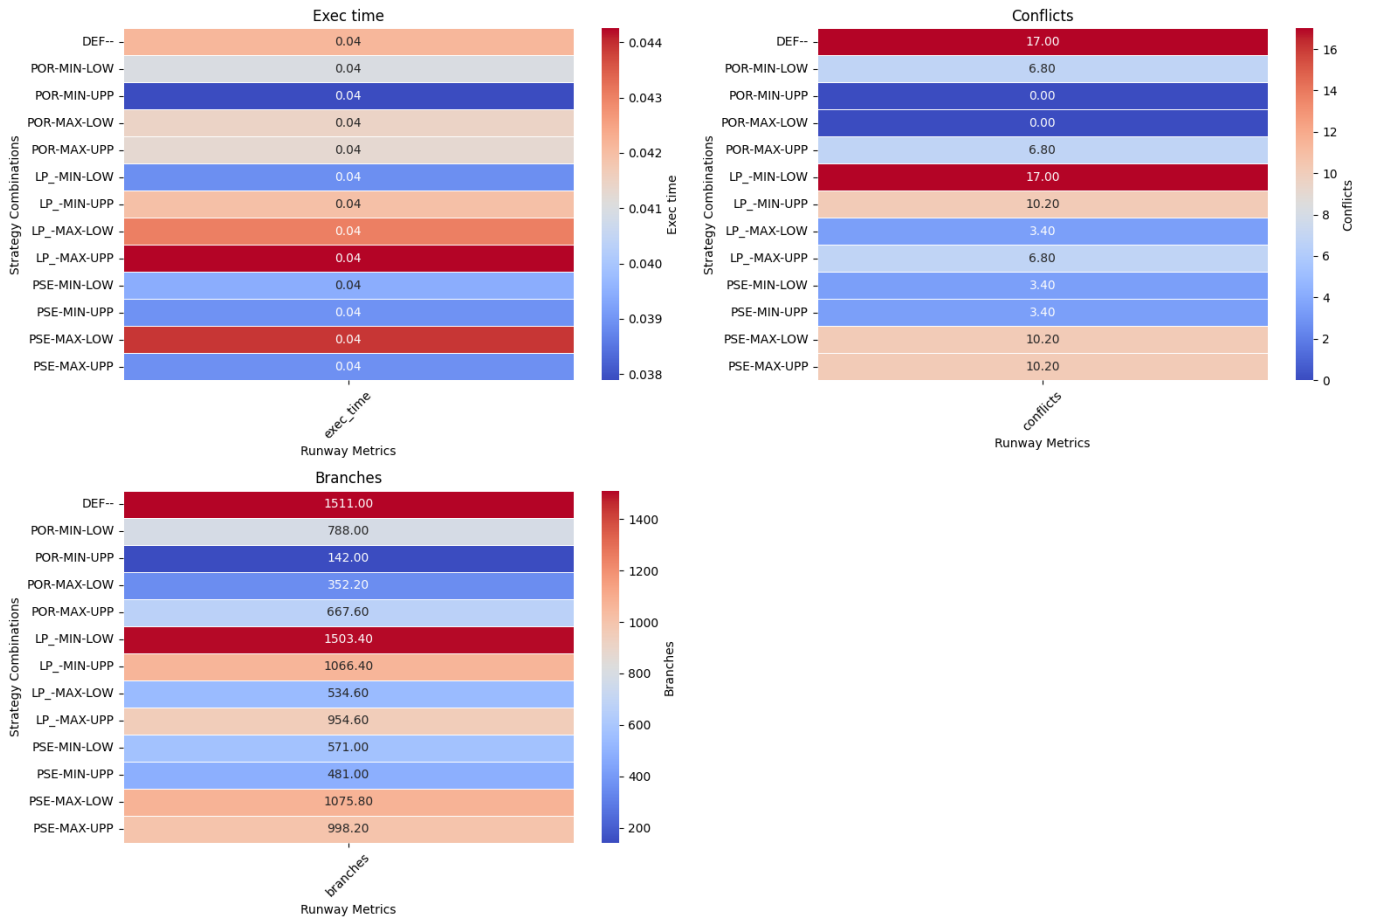 Exec time
DEF--
POR-MIN-LOW
POR-MIN-UPP
POR-MAX-LOW
POR-MAX-UPP
LP_-MIN-LOW
LP_-MIN-UPP
LP_-MAX-LOW
LP_-MAX-UPP
PSE-MIN-LOW
PSE-MIN-UPP
PSE-MAX-LOW
PSE-MAX-UPP
Strategy Combinations
0.04
0.04
0.04
0.04
0.04
0.04
0.04
0.04
0.04
0.04
0.04
0.04
0.04
exec_time
Runway Metrics
0.044
0.043
0.042
0.041
0.040
0.039
0.038
Exec time
Conflicts
DEF--
POR-MIN-LOW
POR-MIN-UPP
POR-MAX-LOW
POR-MAX-UPP
LP_-MIN-LOW
LP_-MIN-UPP
LP_-MAX-LOW
LP_-MAX-UPP
PSE-MIN-LOW
PSE-MIN-UPP
PSE-MAX-LOW
PSE-MAX-UPP
Strategy Combinations
17.00
6.80
0.00
0.00
6.80
17.00
10.20
3.40
6.80
3.40
3.40
10.20
10.20
conflicts
Runway Metrics
16
14
12
10
8
6
4
2
0
Conflicts
Branches
DEF--
POR-MIN-LOW
POR-MIN-UPP
POR-MAX-LOW
POR-MAX-UPP
LP_-MIN-LOW
LP_-MIN-UPP
LP_-MAX-LOW
LP_-MAX-UPP
PSE-MIN-LOW
PSE-MIN-UPP
PSE-MAX-LOW
PSE-MAX-UPP
Strategy Combinations
1511.00
788.00
142.00
352.20
667.60
1503.40
1066.40
534.60
954.60
571.00
481.00
1075.80
998.20
branches
Runway Metrics
1400
1200
1000
800
600
400
200
Branches